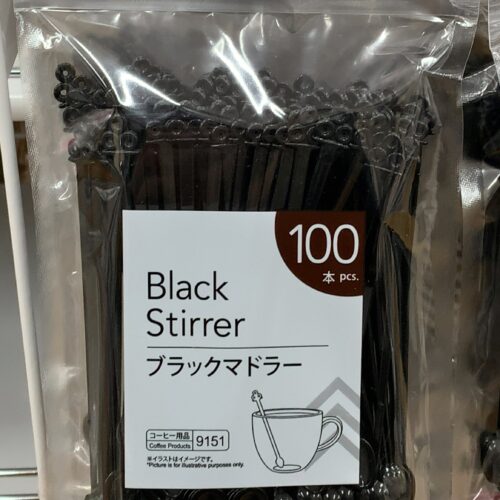 100
本 pcs.
Black
Stirrer
ブラックマドラー
コーヒー用品
Coffee Products
9151
※イラストはイメージです。
*Picture is for illustrative purposes only.